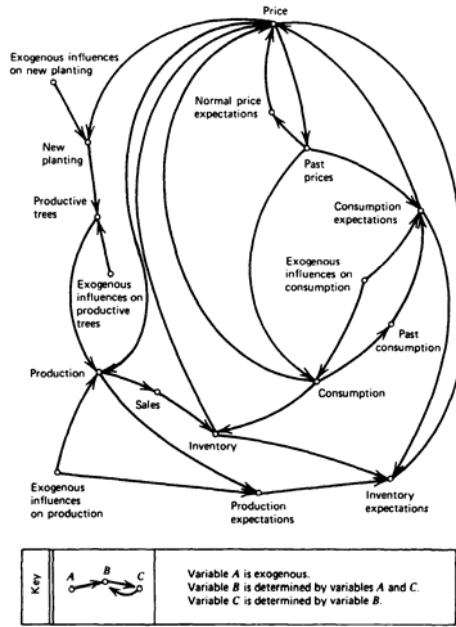 Price
Exogenous influences
on new planting
Normal price
expectations
New
planting
Past
prices
Productive
trees
Consumption
expectations
Exogenous
influences on
productive
trees
Exogenous
influences on
consumption
Past
consumption
Production
Sales
Consumption
Inventory
Exogenous
influences
on production
Production
expectations
Inventory
expectations
Key
A
B
C
Variable A is exogenous.
Variable B is determined by variables A and C.
Variable C is determined by variable B.